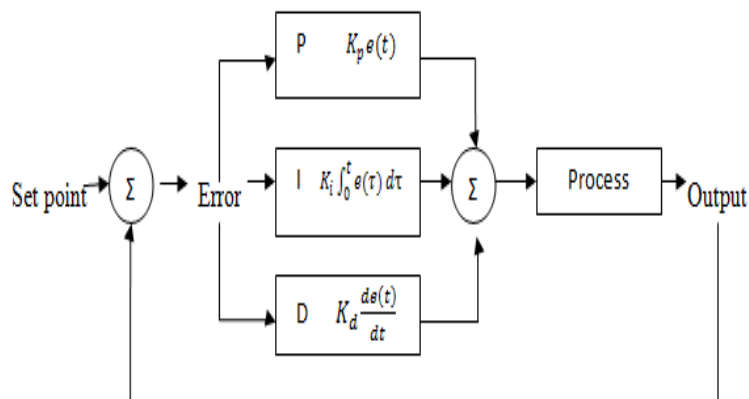 P K_p e(t)
Set point
Σ
Error
I K_i ∫_0^t e(τ) dτ
Σ
Process
Output
D K_d de(t)/dt